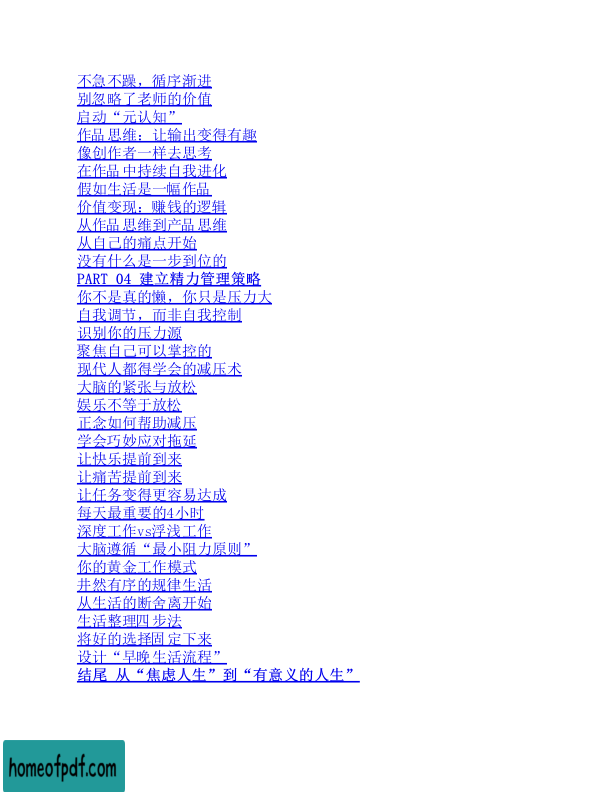 不急不躁，循序渐进
别忽略了老师的价值
启动“元认知”
作品思维：让输出变得有趣
像创作者一样去思考
在作品中持续自我进化
假如生活是一幅作品
价值变现：赚钱的逻辑
从作品思维到产品思维
从自己的痛点开始
没有什么是一步到位的
PART 04 建立精力管理策略
你不是真的懒，你只是压力大
自我调节，而非自我控制
识别你的压力源
聚焦自己可以掌控的
现代人都得学会的减压术
大脑的紧张与放松
娱乐不等于放松
正念如何帮助减压
学会巧妙应对拖延
让快乐提前到来
让痛苦提前到来
让任务变得更容易达成
每天最重要的4小时
深度工作vs浮浅工作
大脑遵循“最小阻力原则”
你的黄金工作模式
井然有序的规律生活
从生活的断舍离开始
生活整理四步法
将好的选择固定下来
设计“早晚生活流程”
结尾 从“焦虑人生”到“有意义的人生”
homeofpdf.com